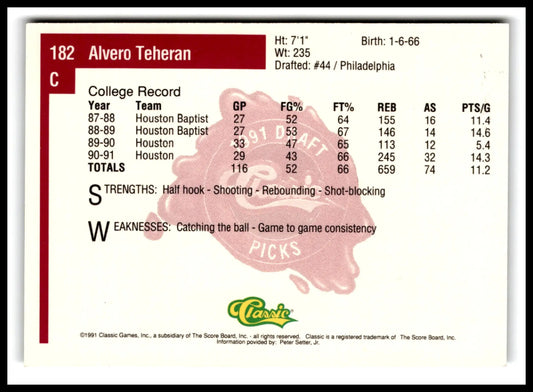 182 Alvero Teheran
C
Ht: 7'1" Birth: 1-6-66
Wt: 235
Drafted: #44 / Philadelphia
College Record
Year Team GP FG% FT% REB AS PTS/G
87-88 Houston Baptist 27 52 64 155 16 11.4
88-89 Houston Baptist 27 53 67 146 14 14.6
89-90 Houston 33 47 65 113 12 5.4
90-91 Houston 29 43 66 245 32 14.3
TOTALS 116 52 66 659 74 11.2
STRENGTHS: Half hook - Shooting - Rebounding - Shot-blocking
WEAKNESSES: Catching the ball - Game to game consistency
1991 DRAFT
Classic
PICKS
Classic
©1991 Classic Games, Inc., a subsidiary of The Score Board, Inc. - all rights reserved. Classic is a registered trademark of The Score Board, Inc.
Information provided by: Peter Setter, Jr.